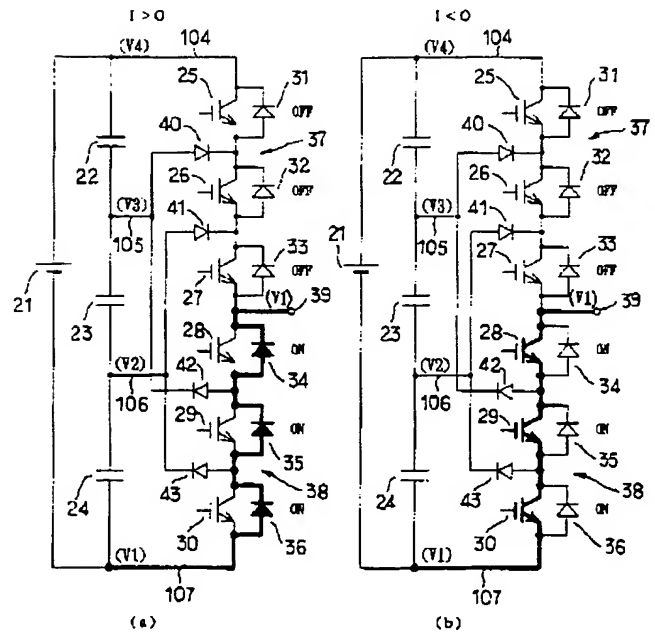 I > 0
(V4) 104
25 31
OFF
40
37
22
26 32
OFF
(V3) 41
105
33
21
OFF
27
(V1) 39
23
28
ON
(V2) 42 34
106
29 ON
35
24 43 38
ON
30
36
(V1)
107
(a)
I < 0
(V4) 104
25 31
OFF
40
37
22
26 32
OFF
(V3) 41
105
33
21
OFF
27
(V1) 39
23
28
ON
(V2) 42 34
106
29 ON
35
24 43 38
ON
30
36
(V1)
107
(b)